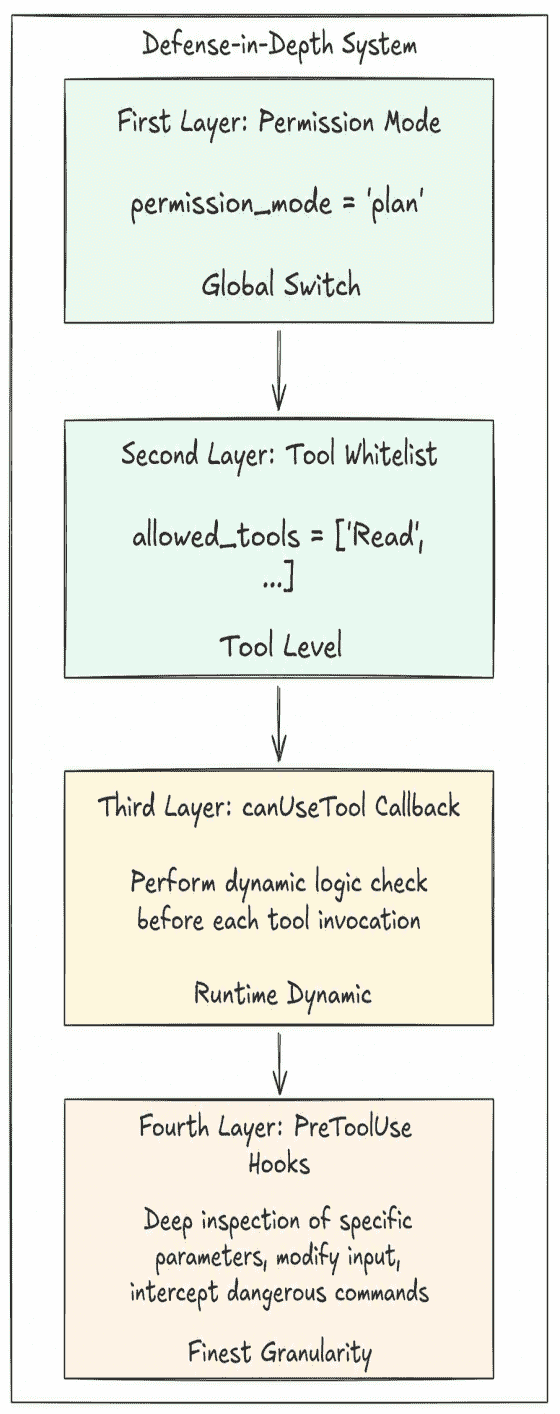 Defense-in-Depth System
First Layer: Permission Mode
permission_mode = 'plan'
Global Switch
Second Layer: Tool Whitelist
allowed_tools = ['Read',
...]
Tool Level
Third Layer: canUseTool Callback
Perform dynamic logic check
before each tool invocation
Runtime Dynamic
Fourth Layer: PreToolUse
Hooks
Deep inspection of specific
parameters, modify input,
intercept dangerous commands
Finest Granularity